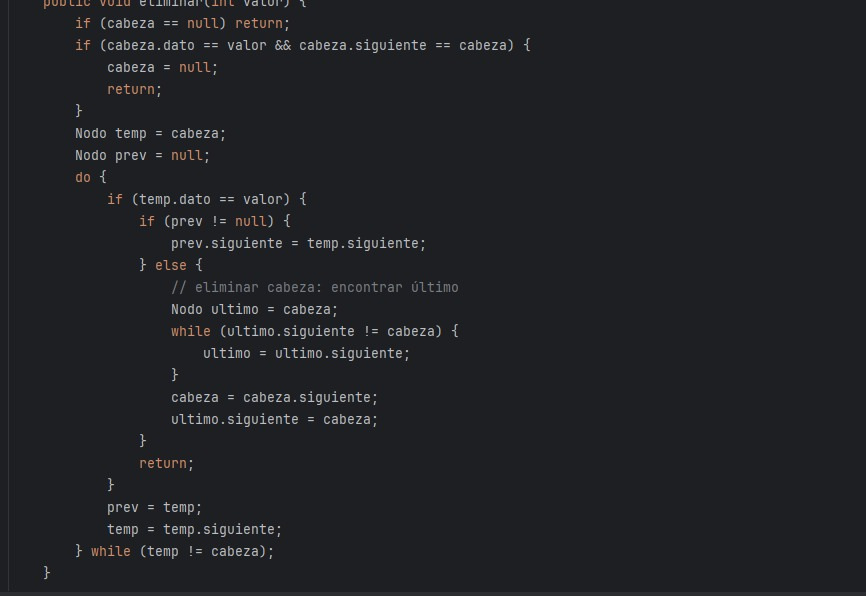 public void eliminar(int valor) {
if (cabeza == null) return;
if (cabeza.dato == valor && cabeza.siguiente == cabeza) {
cabeza = null;
return;
}
Nodo temp = cabeza;
Nodo prev = null;
do {
if (temp.dato == valor) {
if (prev != null) {
prev.siguiente = temp.siguiente;
} else {
// eliminar cabeza: encontrar último
Nodo ultimo = cabeza;
while (ultimo.siguiente != cabeza) {
ultimo = ultimo.siguiente;
}
cabeza = cabeza.siguiente;
ultimo.siguiente = cabeza;
}
return;
}
prev = temp;
temp = temp.siguiente;
} while (temp != cabeza);
}